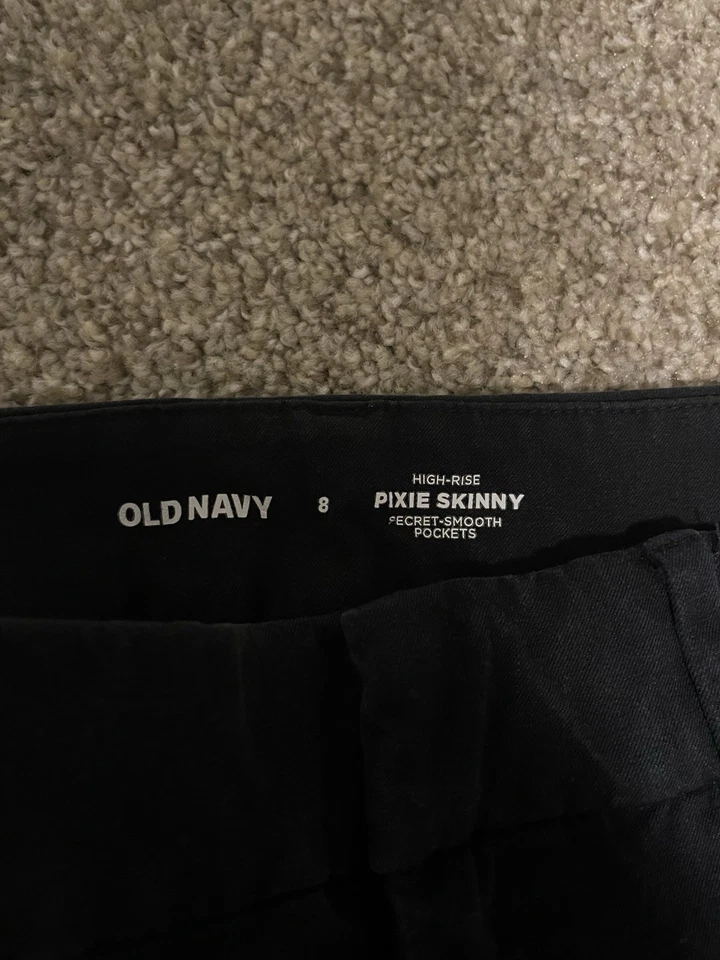 OLD NAVY
8
HIGH-RISE
PIXIE SKINNY
SECRET-SMOOTH
POCKETS